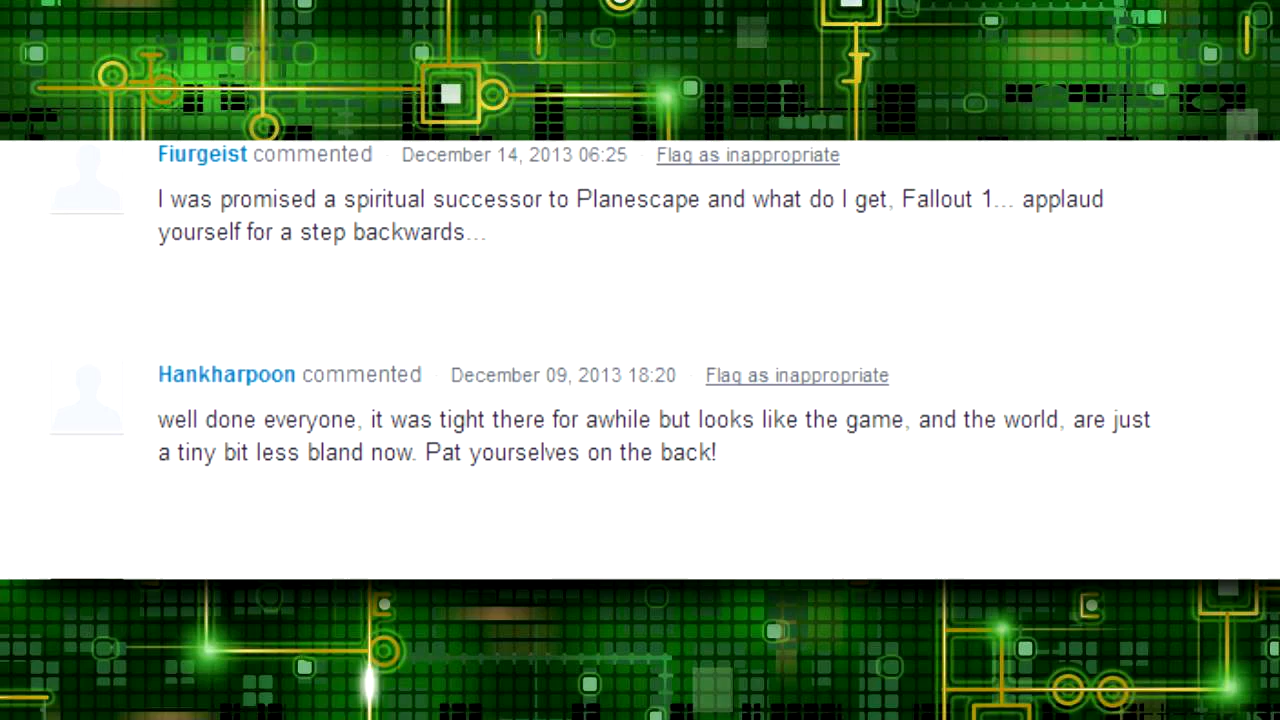 Fiurgeist commented · December 14, 2013 06:25 · Flag as inappropriate
I was promised a spiritual successor to Planescape and what do I get, Fallout 1... applaud
yourself for a step backwards...
Hankharpoon commented · December 09, 2013 18:20 · Flag as inappropriate
well done everyone, it was tight there for awhile but looks like the game, and the world, are just
a tiny bit less bland now. Pat yourselves on the back!